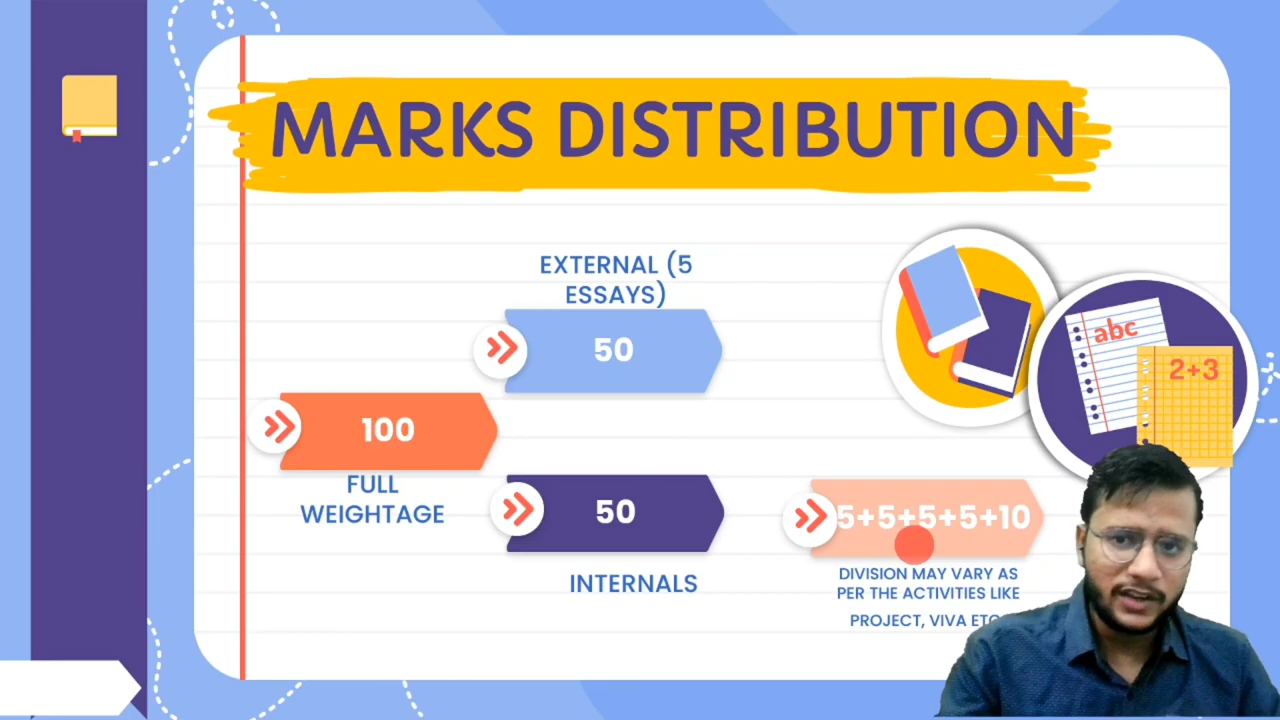 MARKS DISTRIBUTION
EXTERNAL (5
ESSAYS)
50
100
FULL
WEIGHTAGE
50
INTERNALS
5+5+5+5+10
DIVISION MAY VARY AS
PER THE ACTIVITIES LIKE
PROJECT, VIVA ETC
abc
2+3